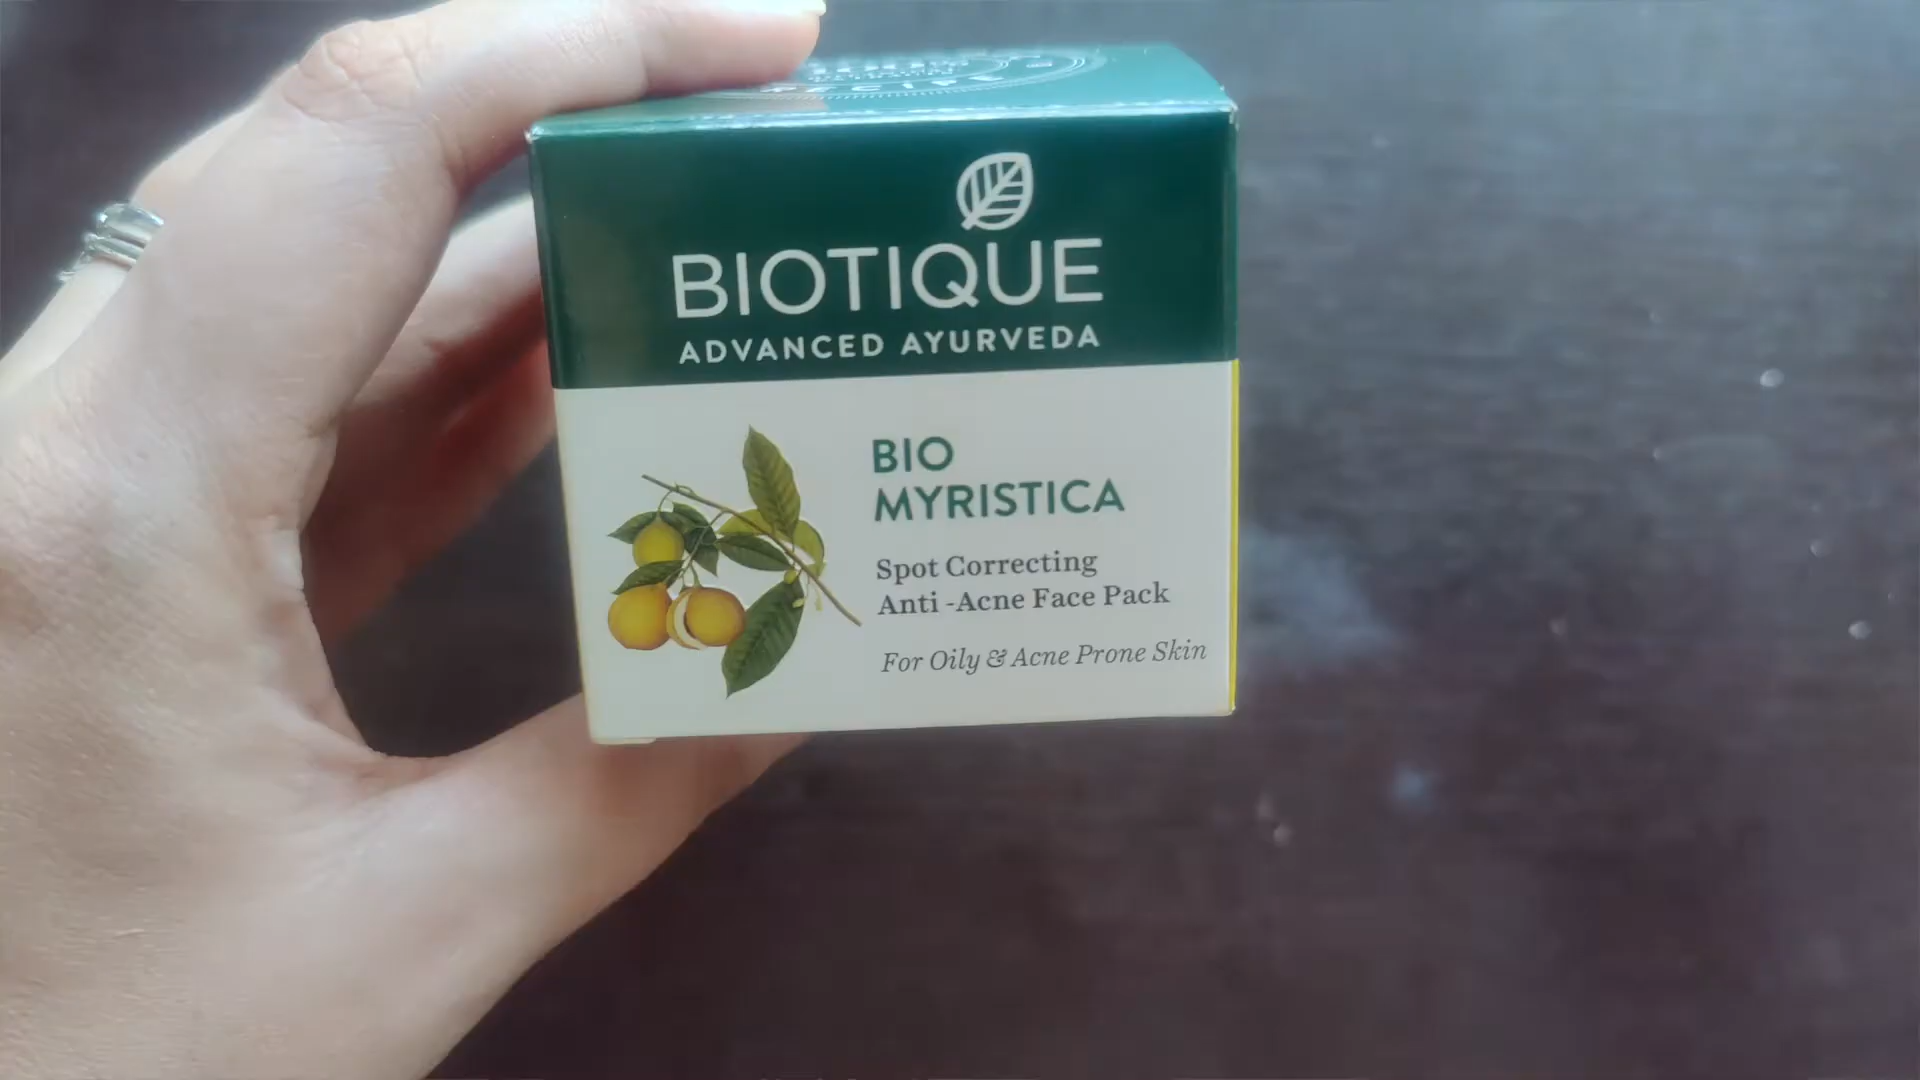 BIOTIQUE
ADVANCED AYURVEDA
BIO
MYRISTICA
Spot Correcting
Anti -Acne Face Pack
For Oily & Acne Prone Skin